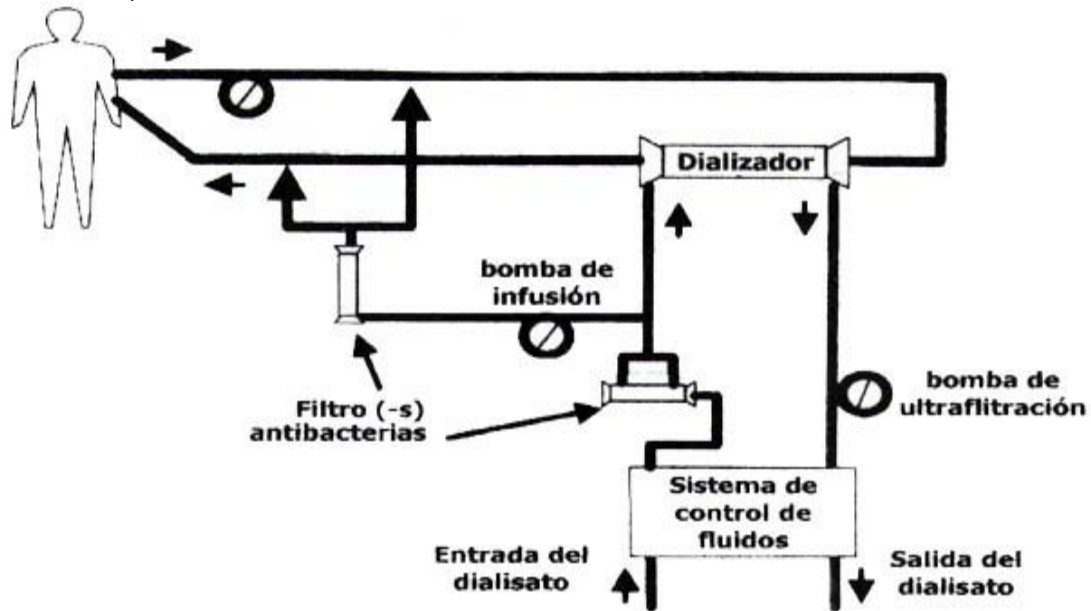 Dializador
bomba de
infusión
Filtro (-s)
antibacterias
bomba de
ultraflitración
Sistema de
control de
fluidos
Entrada del
dialisato
Salida del
dialisato